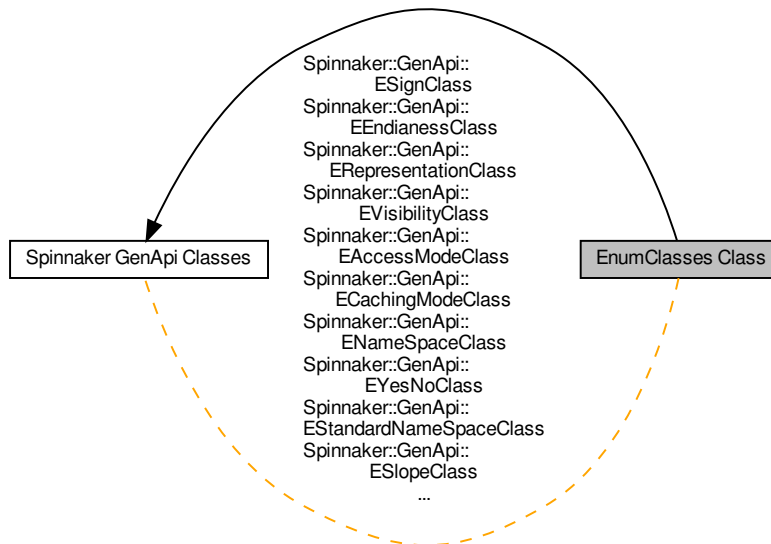 Spinnaker::GenApi::
ESignClass
Spinnaker::GenApi::
EEndianessClass
Spinnaker::GenApi::
ERepresentationClass
Spinnaker::GenApi::
EVisibilityClass
Spinnaker::GenApi::
EAccessModeClass
Spinnaker::GenApi::
ECachingModeClass
Spinnaker::GenApi::
ENameSpaceClass
Spinnaker::GenApi::
EYesNoClass
Spinnaker::GenApi::
EStandardNameSpaceClass
Spinnaker::GenApi::
ESlopeClass
...
Spinnaker GenApi Classes
EnumClasses Class